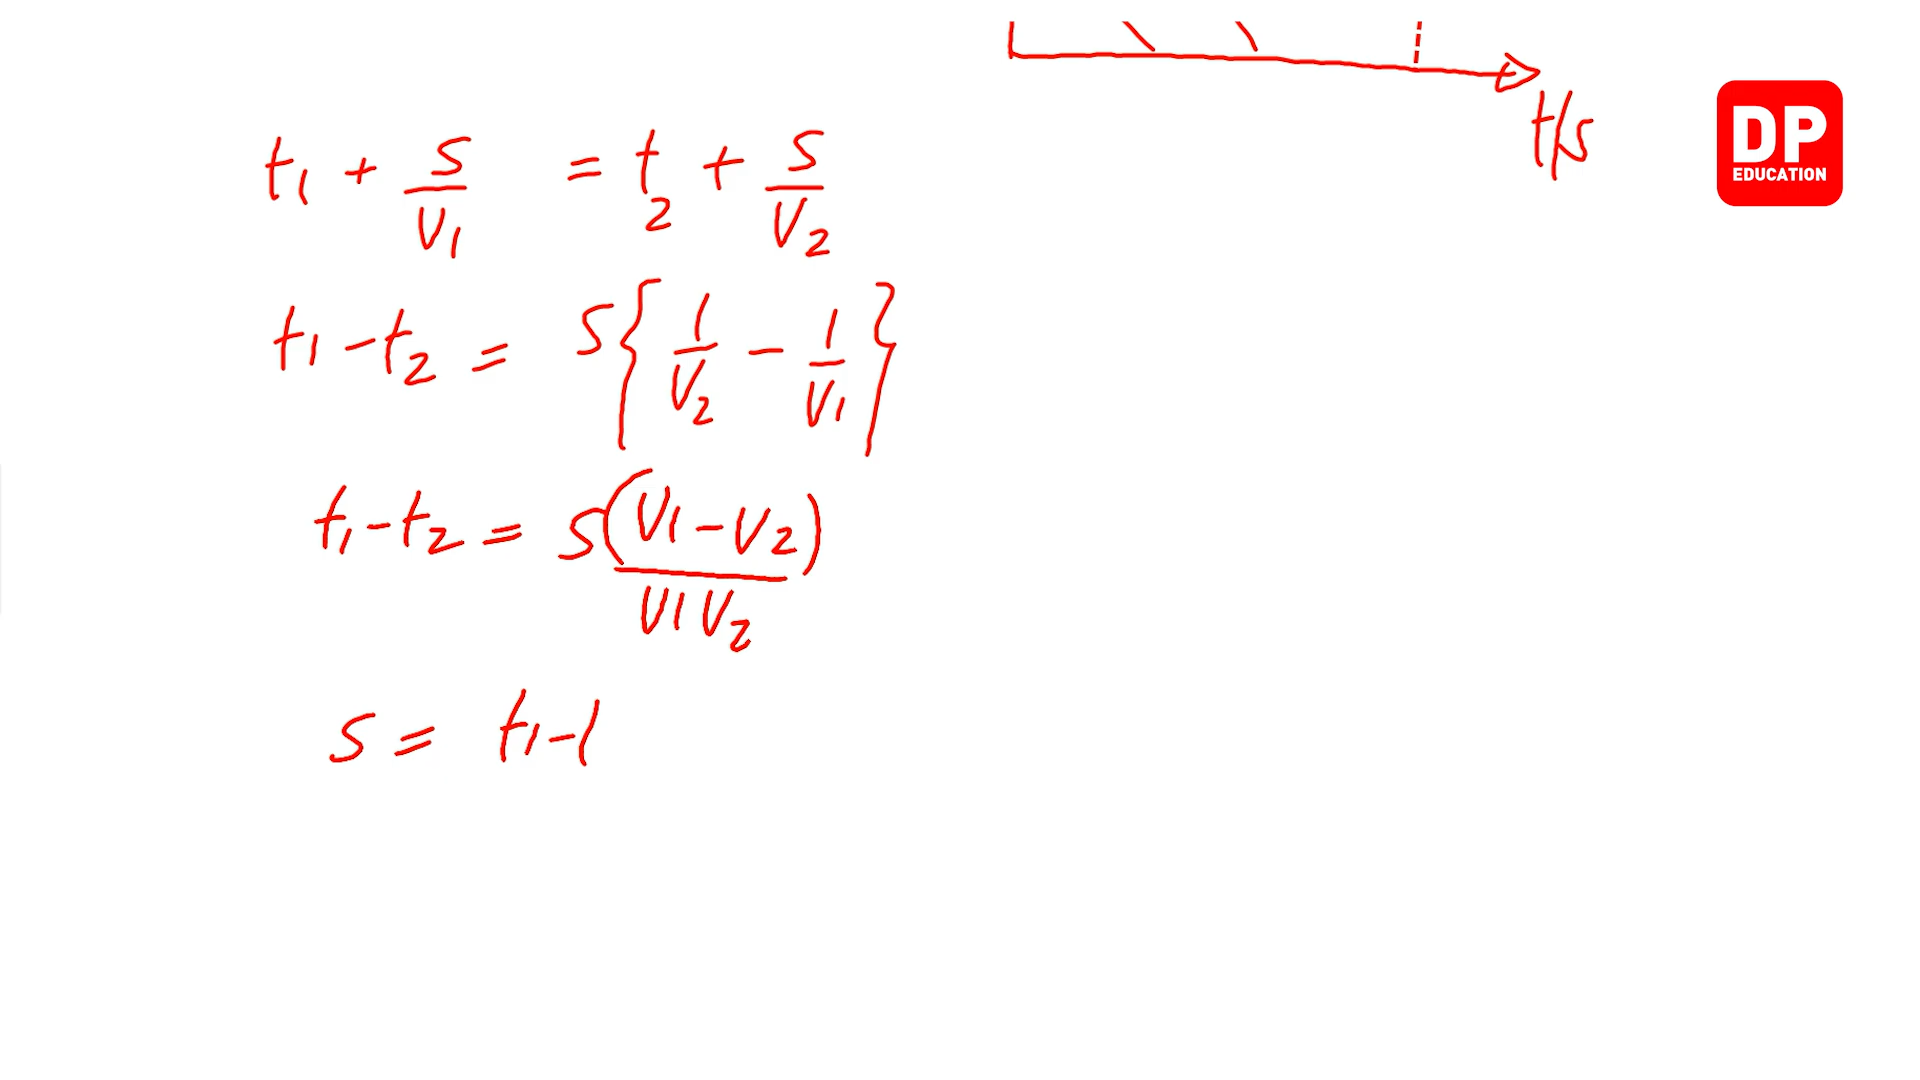 t/s
DP
EDUCATION
t1 + S/V1 = t2 + S/V2
t1 - t2 = S{1/V2 - 1/V1}
t1 - t2 = S(V1 - V2)/V1V2
S = t1 -